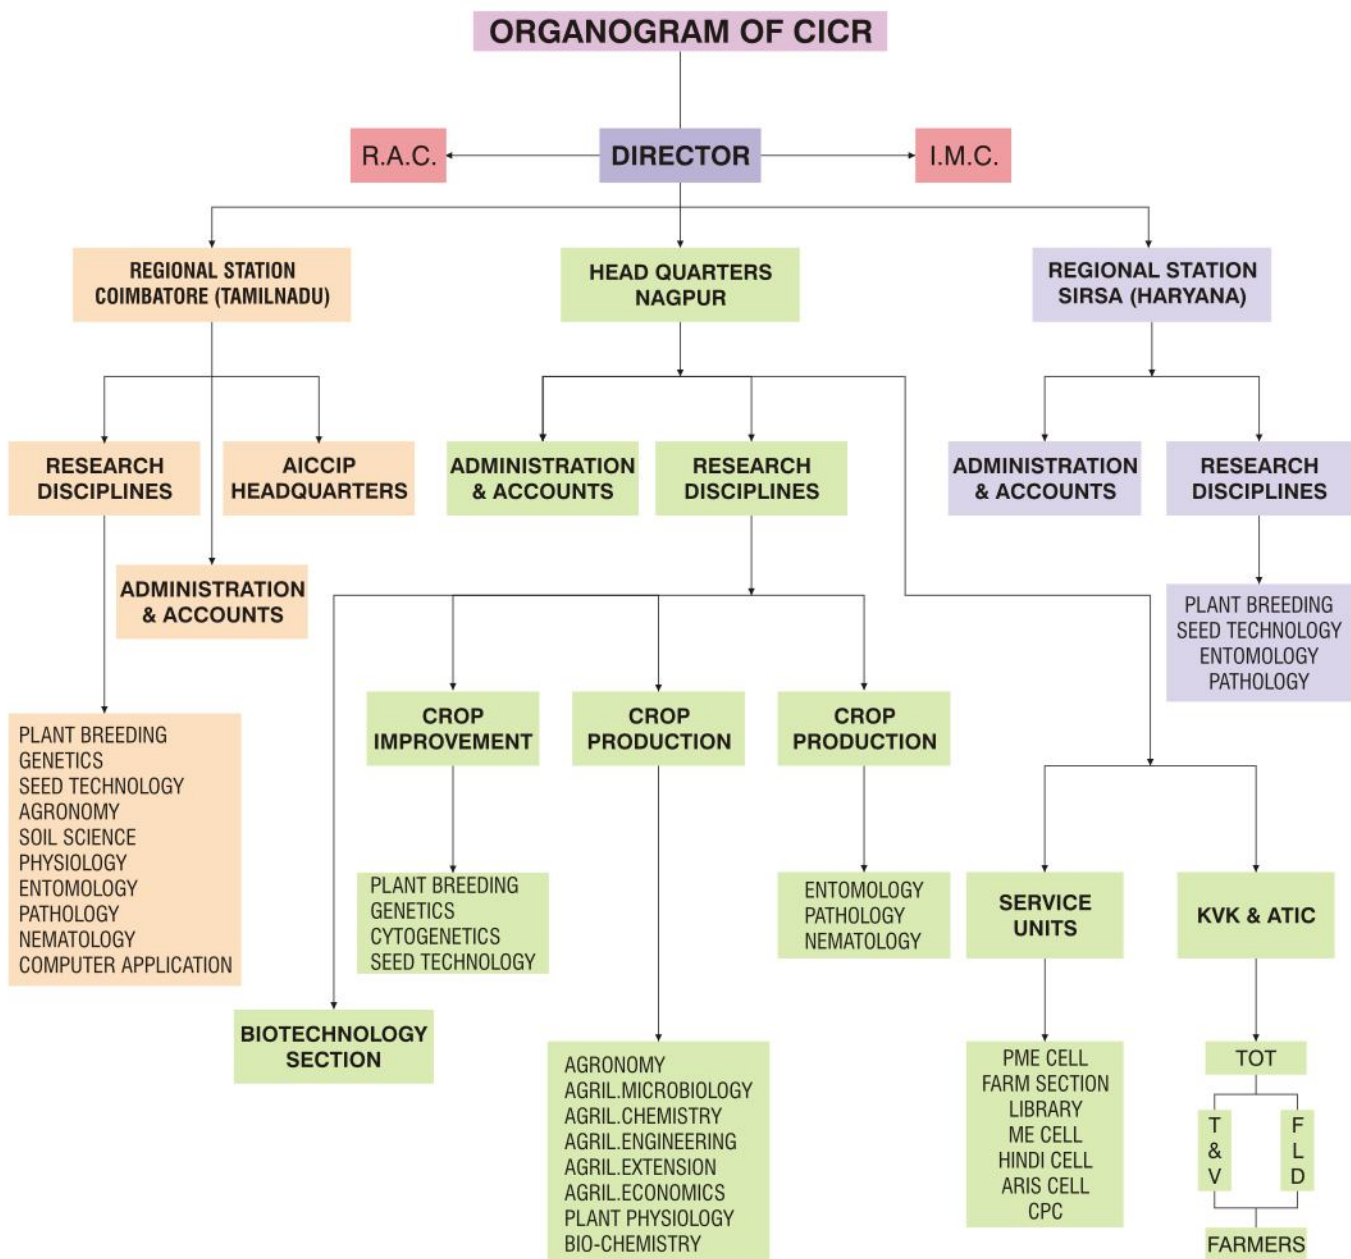 ORGANOGRAM OF CICR
R.A.C.
DIRECTOR
I.M.C.
REGIONAL STATION
COIMBATORE (TAMILNADU)
HEAD QUARTERS
NAGPUR
REGIONAL STATION
SIRSA (HARYANA)
RESEARCH
DISCIPLINES
AICCIP
HEADQUARTERS
ADMINISTRATION
& ACCOUNTS
RESEARCH
DISCIPLINES
ADMINISTRATION
& ACCOUNTS
RESEARCH
DISCIPLINES
ADMINISTRATION
& ACCOUNTS
PLANT BREEDING
SEED TECHNOLOGY
ENTOMOLOGY
PATHOLOGY
PLANT BREEDING
GENETICS
SEED TECHNOLOGY
AGRONOMY
SOIL SCIENCE
PHYSIOLOGY
ENTOMOLOGY
PATHOLOGY
NEMATOLOGY
COMPUTER APPLICATION
CROP
IMPROVEMENT
CROP
PRODUCTION
CROP
PRODUCTION
PLANT BREEDING
GENETICS
CYTOGENETICS
SEED TECHNOLOGY
ENTOMOLOGY
PATHOLOGY
NEMATOLOGY
SERVICE
UNITS
KVK & ATIC
BIOTECHNOLOGY
SECTION
AGRONOMY
AGRIL.MICROBIOLOGY
AGRIL.CHEMISTRY
AGRIL.ENGINEERING
AGRIL.EXTENSION
AGRIL.ECONOMICS
PLANT PHYSIOLOGY
BIO-CHEMISTRY
PME CELL
FARM SECTION
LIBRARY
ME CELL
HINDI CELL
ARIS CELL
CPC
TOT
T
&
V
F
L
D
FARMERS